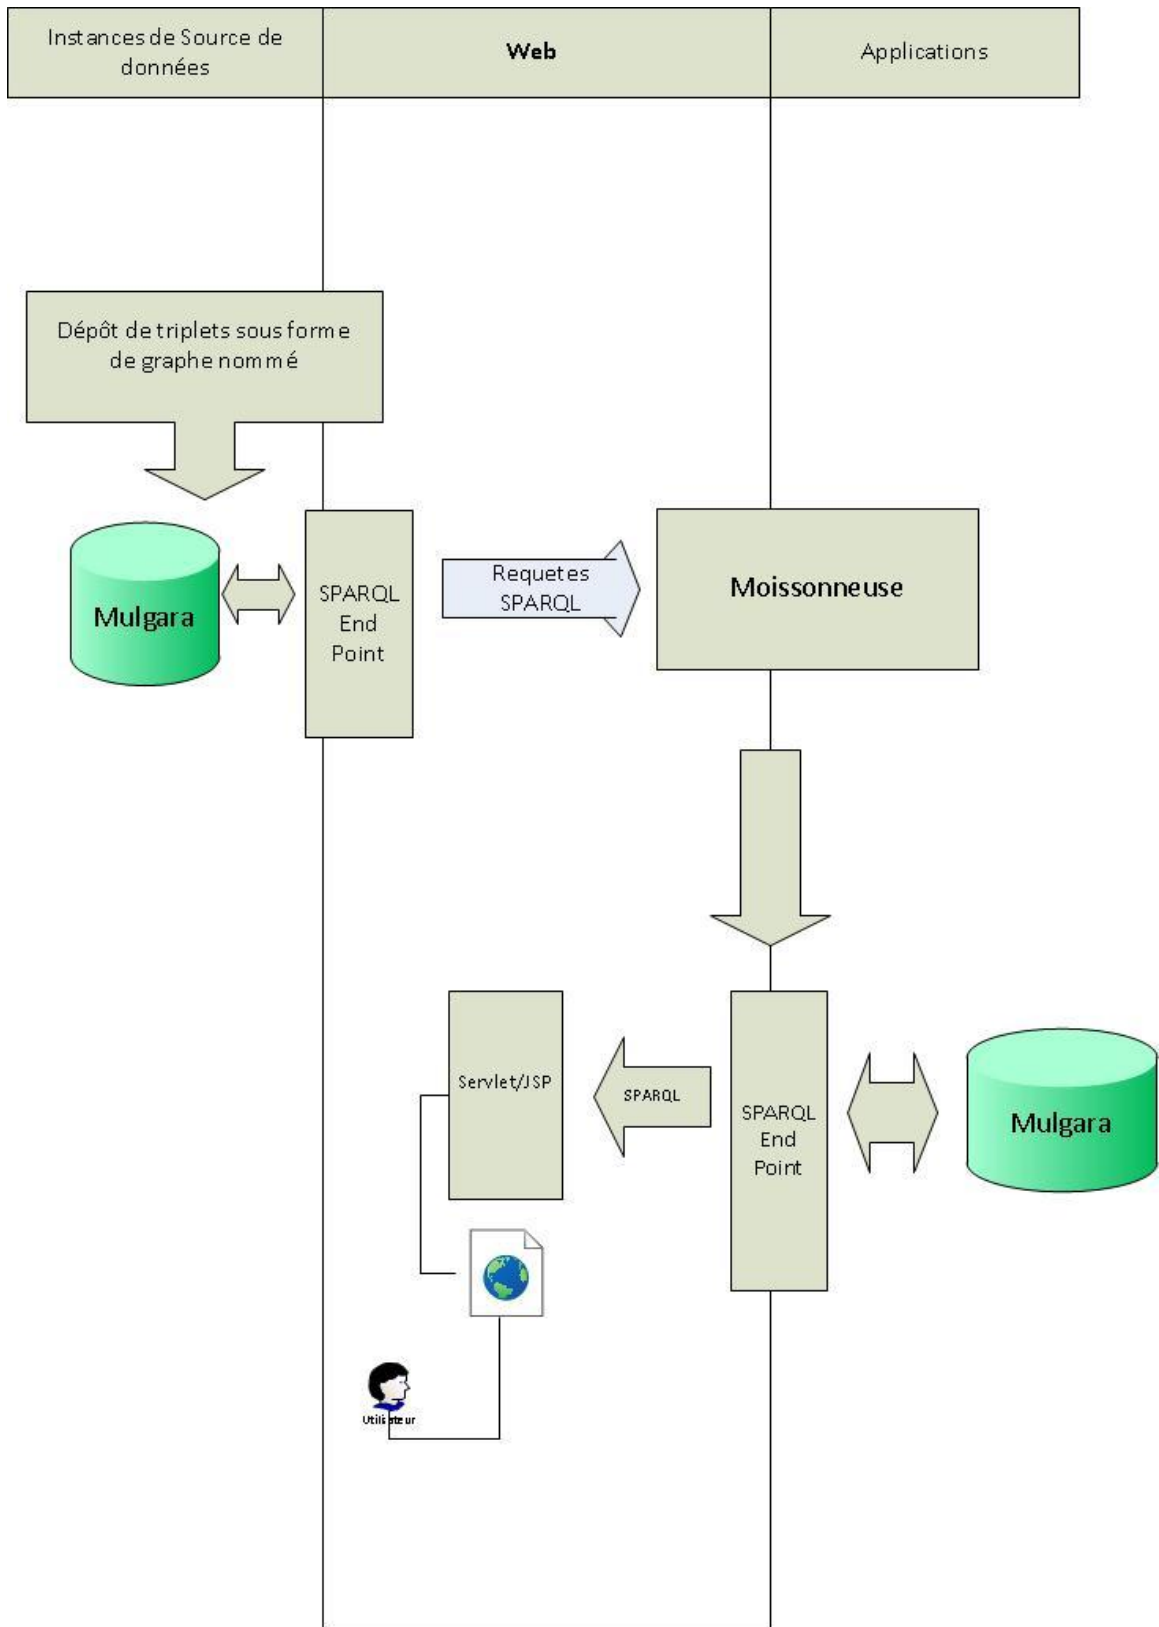 Instances de Source de
données
Web
Applications
Dépôt de triplets sous forme
de graphe nommé
Mulgara
SPARQL
End
Point
Requetes
SPARQL
Moissonneuse
Servlet/JSP
SPARQL
SPARQL
End
Point
Mulgara
Utilisateur